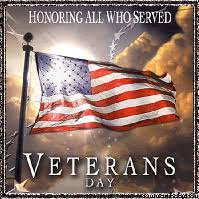 HONORING ALL WHO SERVED
VETERANS
DAY